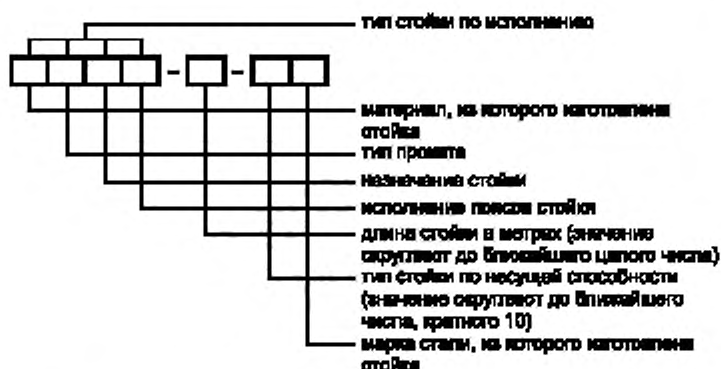 тип стойки по исполнению
материал, из которого изготовлена
стойка
тип проката
назначение стойки
исполнение поясов стойки
длина стойки в метрах (значение
округляют до ближайшего целого числа)
тип стойки по несущей способности
(значение округляют до ближайшего
числа, кратного 10)
марка стали, из которого изготовлена
стойка